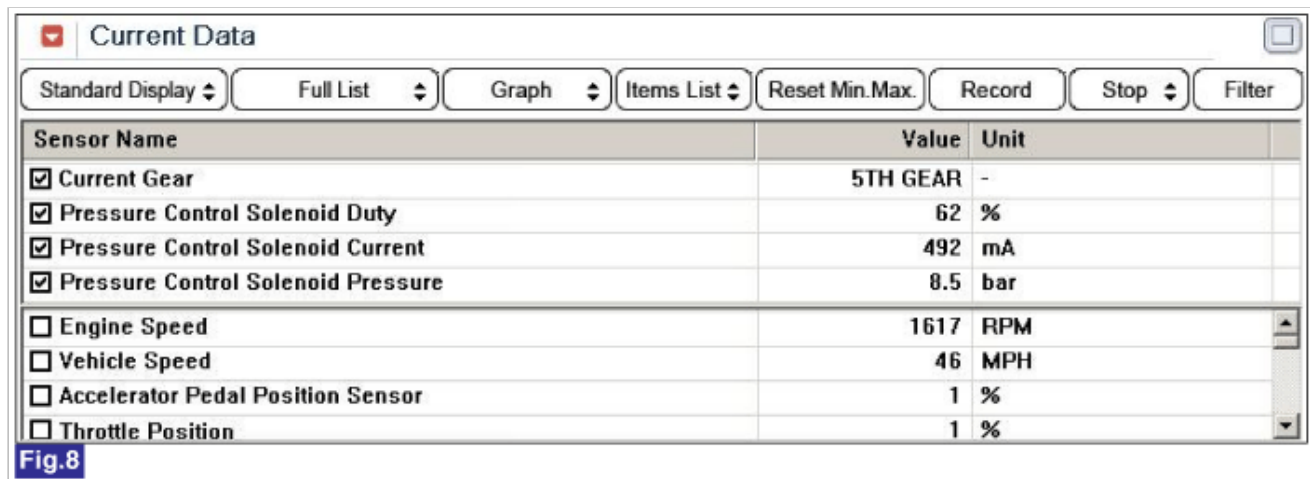 Current Data
Standard Display Full List Graph Items List Reset Min.Max. Record Stop Filter
Sensor Name Value Unit
Current Gear 5TH GEAR -
Pressure Control Solenoid Duty 62 %
Pressure Control Solenoid Current 492 mA
Pressure Control Solenoid Pressure 8.5 bar
Engine Speed 1617 RPM
Vehicle Speed 46 MPH
Accelerator Pedal Position Sensor 1 %
Throttle Position 1 %
Fig.8